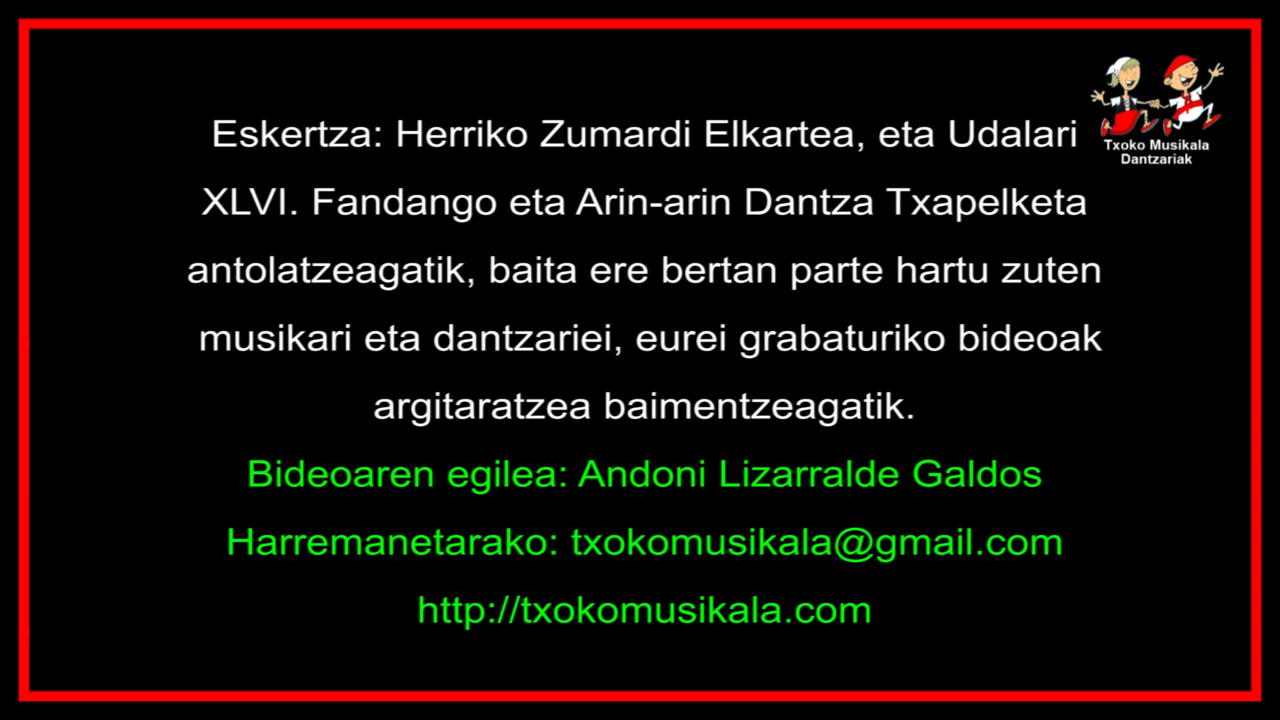 Txoko Musikala
Dantzariak
Eskertza: Herriko Zumardi Elkartea, eta Udalari
XLVI. Fandango eta Arin-arin Dantza Txapelketa
antolatzeagatik, baita ere bertan parte hartu zuten
musikari eta dantzariei, eurei grabaturiko bideoak
argitaratzea baimentzeagatik.
Bideoaren egilea: Andoni Lizarralde Galdos
Harremanetarako: txokomusikala@gmail.com
http://txokomusikala.com